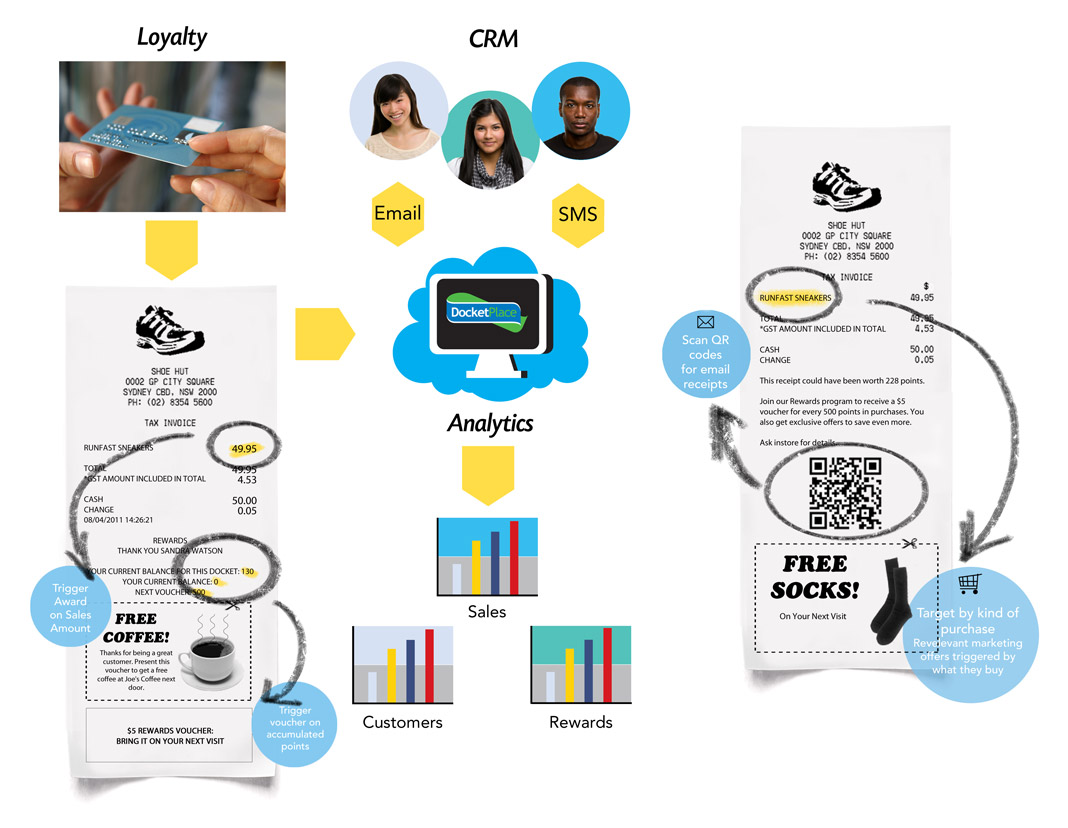 Loyalty
SHOE HUT
0002 GP CITY SQUARE
SYDNEY CBD, NSW 2000
PH: (02) 8354 5600
TAX INVOICE
RUNFAST SNEAKERS 49.95
TOTAL 49.95
*GST AMOUNT INCLUDED IN TOTAL 4.53
CASH 50.00
CHANGE 0.05
08/04/2011 14:26:21
REWARDS
THANK YOU SANDRA WATSON
YOUR CURRENT BALANCE FOR THIS DOCKET: 130
YOUR CURRENT BALANCE: 0
NEXT VOUCHER: 500
Trigger
Award
on Sales
Amount
FREE
COFFEE!
Thanks for being a great
customer. Present this
voucher to get a free
coffee at Joe's Coffee next
door.
Trigger
voucher on
accumulated
points
$5 REWARDS VOUCHER:
BRING IT ON YOUR NEXT VISIT
CRM
Email
SMS
DocketPlace
Analytics
Sales
Customers
Rewards
SHOE HUT
0002 GP CITY SQUARE
SYDNEY CBD, NSW 2000
PH: (02) 8354 5600
TAX INVOICE
$
RUNFAST SNEAKERS 49.95
TOTAL 49.95
*GST AMOUNT INCLUDED IN TOTAL 4.53
CASH 50.00
CHANGE 0.05
This receipt could have been worth 228 points.
Join our Rewards program to receive a $5
voucher for every 500 points in purchases. You
also get exclusive offers to save even more.
Ask instore for details.
Scan QR
codes
for email
receipts
FREE
SOCKS!
On Your Next Visit
Target by kind of
purchase
Revelevant marketing
offers triggered by
what they buy